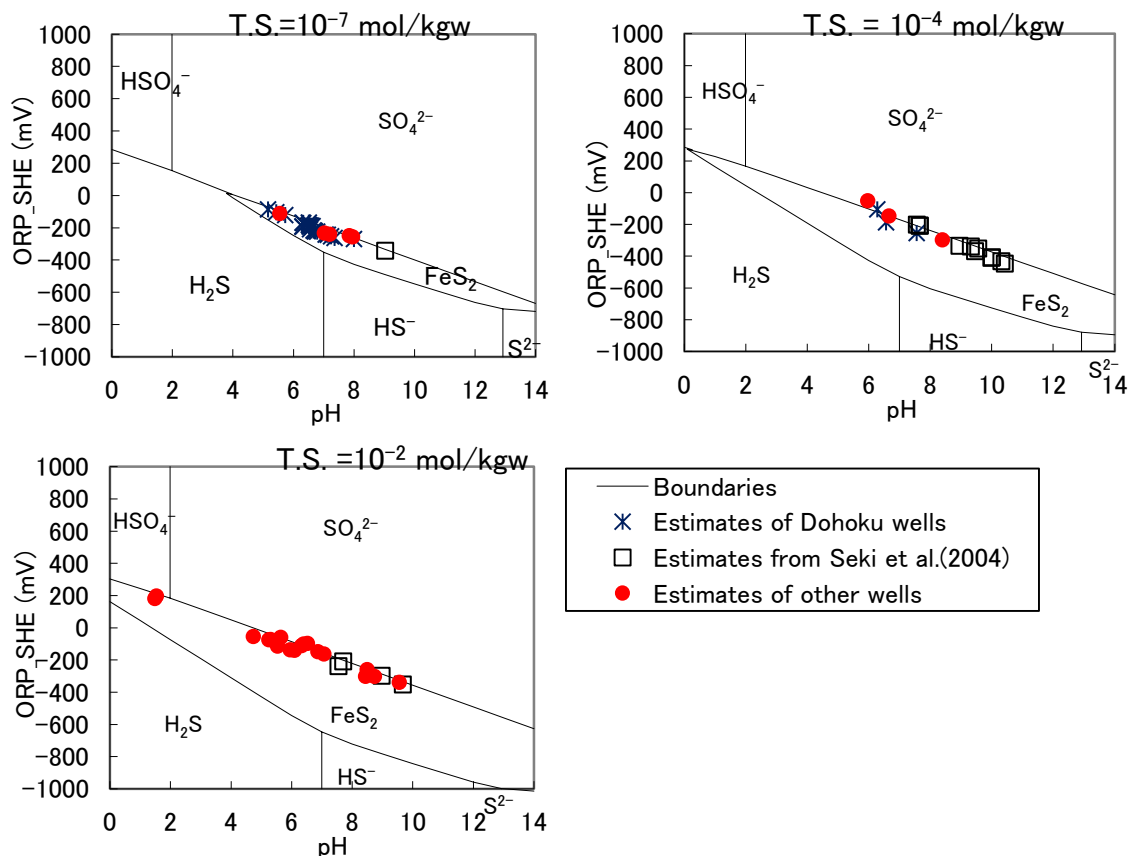 T.S.=10⁻⁷ mol/kgw
1000
800
600
400
200
0
−200
−400
−600
−800
−1000
ORP_SHE (mV)
HSO₄⁻
SO₄²⁻
H₂S
FeS₂
HS⁻
S²⁻
0 2 4 6 8 10 12 14
pH
T.S. = 10⁻⁴ mol/kgw
1000
800
600
400
200
0
−200
−400
−600
−800
−1000
ORP_SHE (mV)
HSO₄⁻
SO₄²⁻
H₂S
FeS₂
HS⁻
S²⁻
0 2 4 6 8 10 12 14
pH
T.S. =10⁻² mol/kgw
1000
800
600
400
200
0
−200
−400
−600
−800
−1000
ORP_SHE (mV)
HSO₄⁻
SO₄²⁻
H₂S
FeS₂
HS⁻
S²⁻
0 2 4 6 8 10 12 14
pH
Boundaries
Estimates of Dohoku wells
Estimates from Seki et al.(2004)
Estimates of other wells